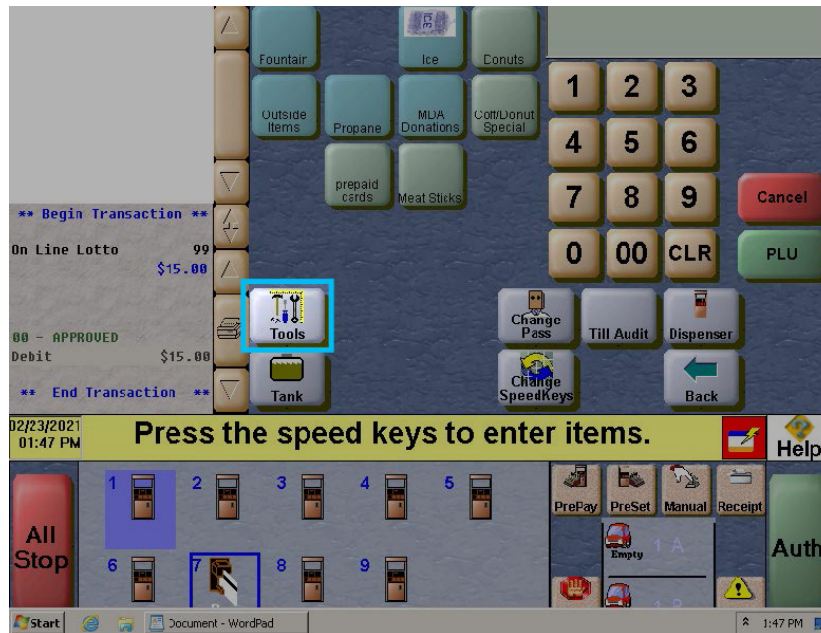 ICE
Fountain
Ice
Donuts
Outside
Items
Propane
MDA
Donations
Coff/Donut
Special
prepaid
cards
Meat Sticks
1 2 3
4 5 6
7 8 9
0 00 CLR
Cancel
PLU
** Begin Transaction **
On Line Lotto 99
$15.00
00 - APPROVED
Debit $15.00
** End Transaction **
Tools
Tank
Change
Pass
Till Audit
Dispenser
Change
SpeedKeys
Back
02/23/2021
01:47 PM
Press the speed keys to enter items.
Help
All
Stop
1 2 3 4 5
6 7 8 9
PrePay PreSet Manual Receipt
Empty
1 A
Auth
Start
Document - WordPad
1:47 PM